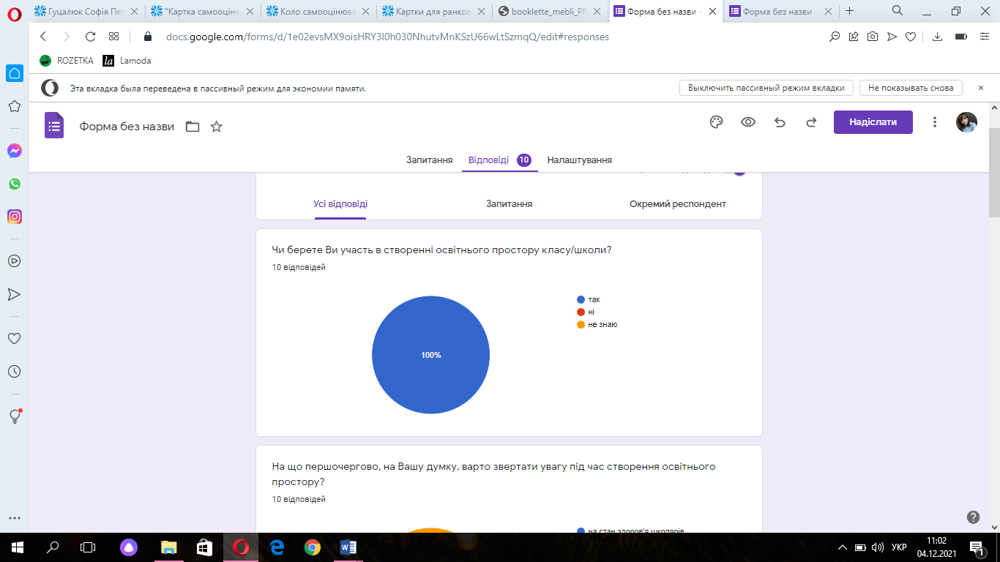 Гуцалюк Софія Пет
"Картка самооцінк
Коло самооцінюва
Картки для ранков
booklette_mebli_PR
Форма без назви -
Форма без назви -
docs.google.com/forms/d/1e02evsMX9oisHRY3I0h030NhutvMnKSzU66wLtSzmqQ/edit#responses
ROZETKA
la Lamoda
Эта вкладка была переведена в пассивный режим для экономии памяти.
Выключить пассивный режим вкладки
Не показывать снова
Форма без назви
Надіслати
Запитання
Відповіді 10
Налаштування
Усі відповіді
Запитання
Окремий респондент
Чи берете Ви участь в створенні освітнього простору класу/школи?
10 відповідей
100%
так
ні
не знаю
На що першочергово, на Вашу думку, варто звертати увагу під час створення освітнього
простору?
10 відповідей
на стан здоров'я школярів
УКР
11:02
04.12.2021
1